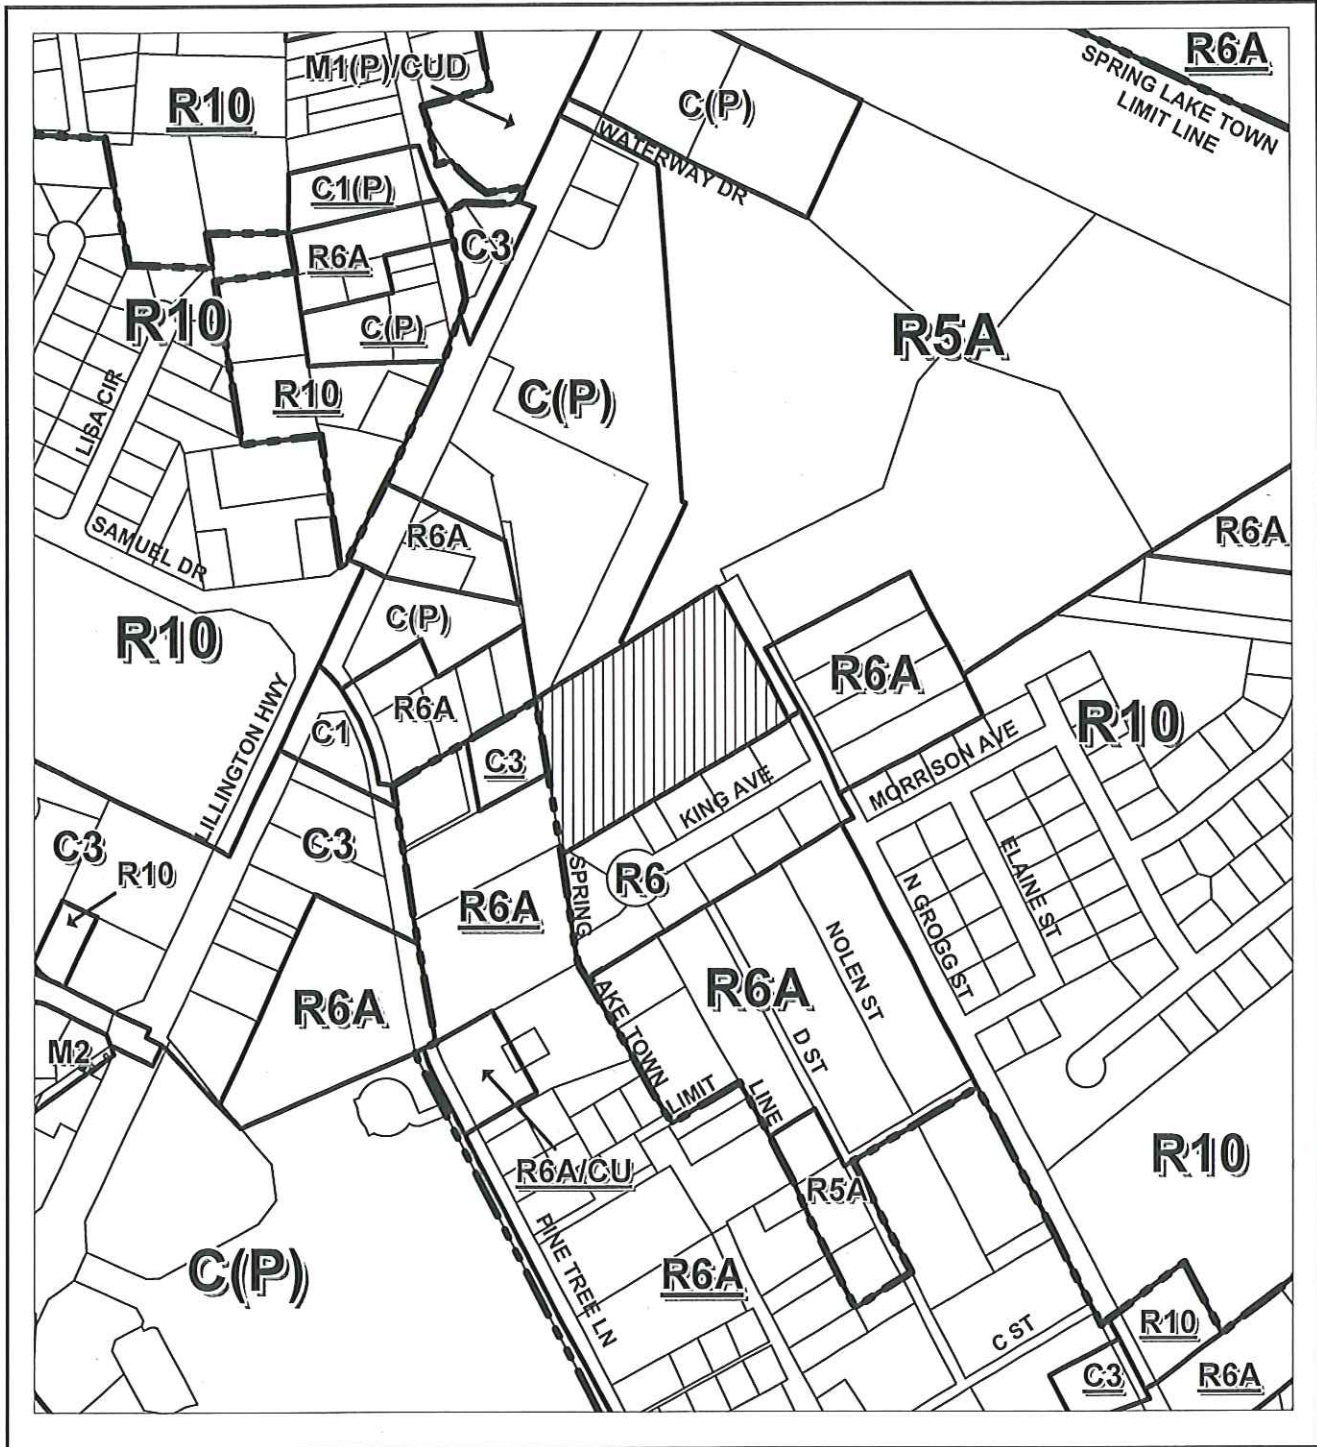 R6A
SPRING LAKE TOWN
LIMIT LINE
M1(P)/CUD
R10
C(P)
WATERWAY DR
C1(P)
C3
R6A
R10
C(P)
R5A
R10
C(P)
LISA CIR
SAMUEL DR
R6A
R6A
C(P)
R10
R6A
R6A
R10
C1
LILLINGTON HWY
C3
MORRISON AVE
KING AVE
C3
C3
R10
R6
ELAINE ST
N GROGG ST
R6A
SPRING
NOLEN ST
R6A
R6A
AKE TOWN
LIMIT
LINE
D ST
M2
R10
R6A/CU
R5A
PINE TREE LN
C(P)
R6A
C ST
R10
C3
R6A